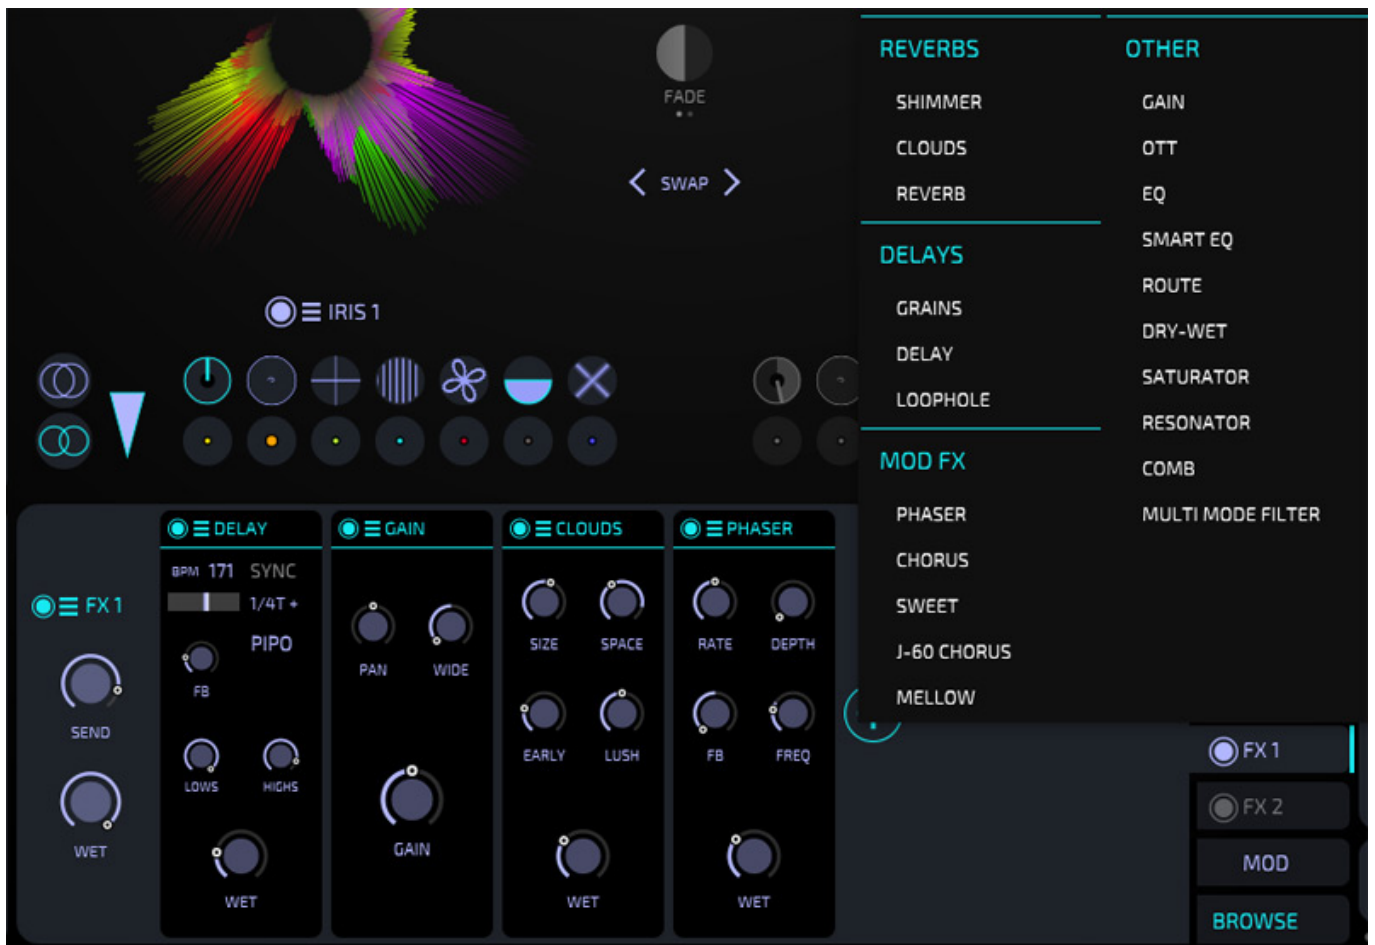 FADE
SWAP
IRIS 1
REVERBS
SHIMMER
CLOUDS
REVERB
DELAYS
GRAINS
DELAY
LOOPHOLE
MOD FX
PHASER
CHORUS
SWEET
J-60 CHORUS
MELLOW
OTHER
GAIN
OTT
EQ
SMART EQ
ROUTE
DRY-WET
SATURATOR
RESONATOR
COMB
MULTI MODE FILTER
FX 1
SEND
WET
DELAY
BPM 171 SYNC
1/4T +
PIPO
FB
LOWS HIGHS
WET
GAIN
PAN WIDE
GAIN
CLOUDS
SIZE SPACE
EARLY LUSH
WET
PHASER
RATE DEPTH
FB FREQ
WET
FX 1
FX 2
MOD
BROWSE